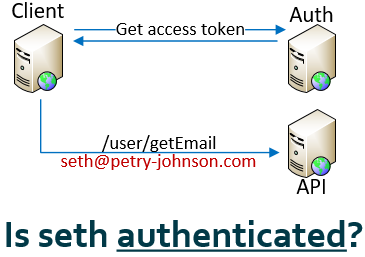 Client
Auth
Get access token
/user/getEmail
seth@petry-johnson.com
API
Is seth authenticated?